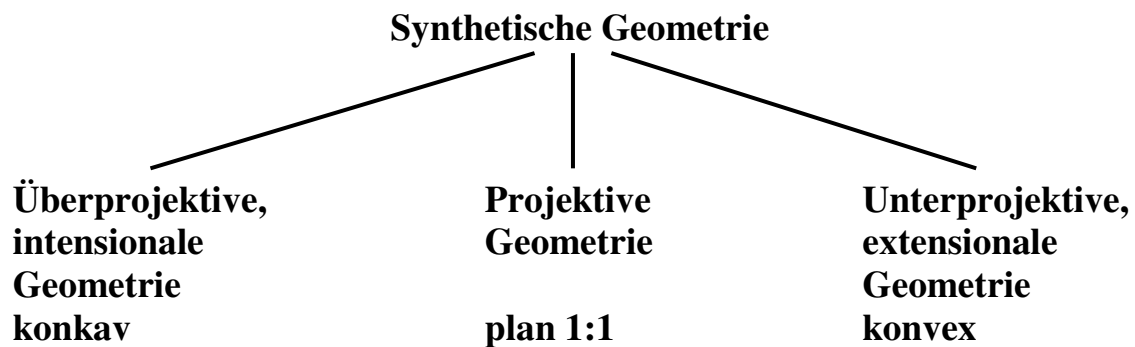 Synthetische Geometrie
Überprojektive,
intensionale
Geometrie
konkav
Projektive
Geometrie
plan 1:1
Unterprojektive,
extensionale
Geometrie
konvex